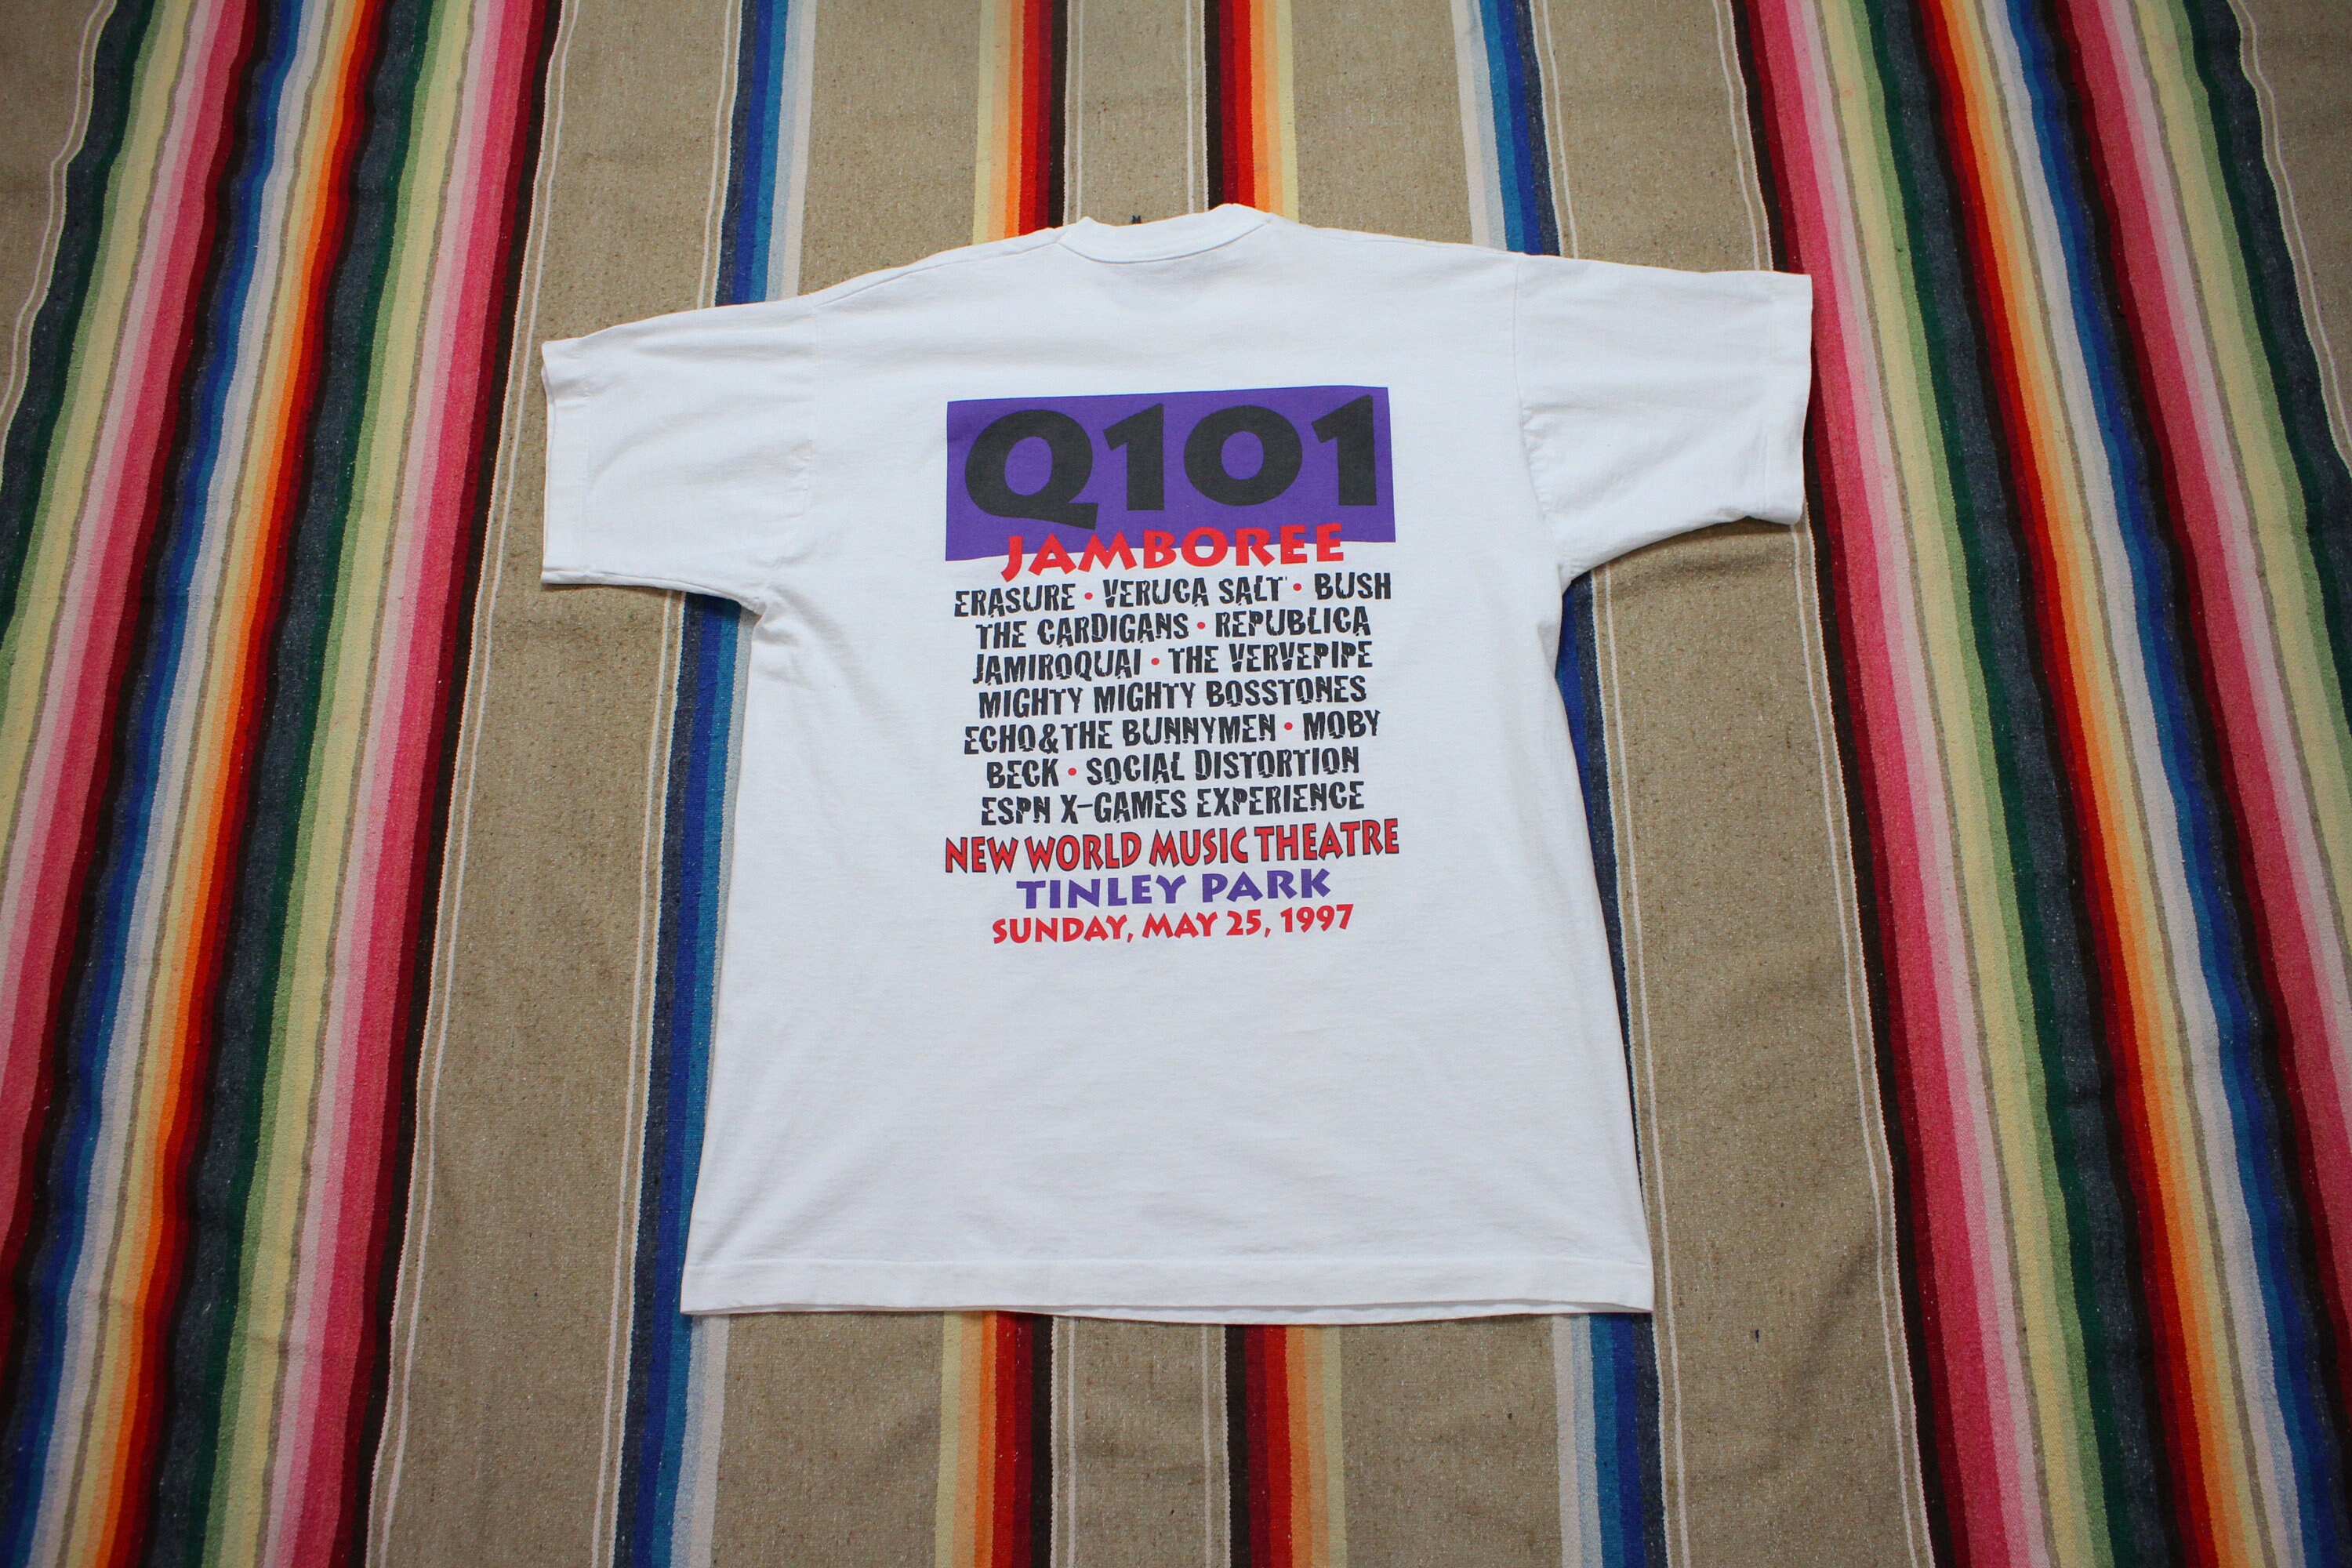 Q101
JAMBOREE
ERASURE • VERUCA SALT • BUSH
THE CARDIGANS • REPUBLICA
JAMIROQUAI • THE VERVEPIPE
MIGHTY MIGHTY BOSSTONES
ECHO & THE BUNNYMEN • MOBY
BECK • SOCIAL DISTORTION
ESPN X-GAMES EXPERIENCE
NEW WORLD MUSIC THEATRE
TINLEY PARK
SUNDAY, MAY 25, 1997